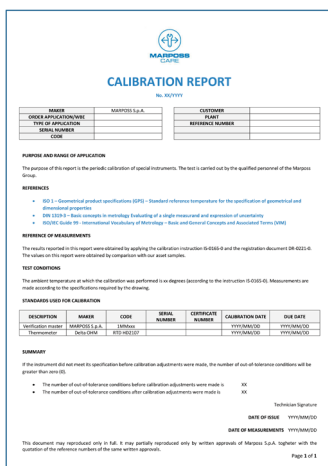 MARPOSS
CARE
CALIBRATION REPORT
No. XX/YYYY
MAKER MARPOSS S.p.A. CUSTOMER
ORDER APPLICATION/WBE PLANT
TYPE OF APPLICATION REFERENCE NUMBER
SERIAL NUMBER
CODE
PURPOSE AND RANGE OF APPLICATION
The purpose of this report is the periodic calibration of special instruments. The test is carried out by the qualified personnel of the Marposs
Group.
REFERENCES
• ISO 1 – Geometrical product specifications (GPS) – Standard reference temperature for the specification of geometrical and
dimensional properties
• DIN 1319-3 – Basic concepts in metrology Evaluating of a single measurand and expression of uncertainty
• ISO/IEC Guide 99 - International Vocabulary of Metrology – Basic and General Concepts and Associated Terms (VIM)
REFERENCE OF MEASUREMENTS
The results reported in this report were obtained by applying the calibration instruction IS-0165-0 and the registration document DR-0221-0.
The values on this report were obtained by comparison with our asset samples.
TEST CONDITIONS
The ambient temperature at which the calibration was performed is xx degrees (according to the instruction IS-0165-0). Measurements are
made according to the specifications required by the drawing.
STANDARDS USED FOR CALIBRATION
DESCRIPTION MAKER CODE SERIAL NUMBER CERTIFICATE NUMBER CALIBRATION DATE DUE DATE
Verification master MARPOSS S.p.A. 1MMxxx YYYY/MM/DD YYYY/MM/DD
Thermometer Delta OHM RTD HD2107 YYYY/MM/DD YYYY/MM/DD
SUMMARY
If the instrument did not meet its specification before calibration adjustments were made, the number of out-of-tolerance conditions will be
greater than zero (0).
• The number of out-of-tolerance conditions before calibration adjustments were made is XX
• The number of out-of-tolerance conditions after calibration adjustments were made is XX
Technician Signature
DATE OF ISSUE YYYY/MM/DD
DATE OF MEASUREMENTS YYYY/MM/DD
This document may reproduced only in full. It may partially reproduced only by written approvals of Marposs S.p.A. togheter with the
quotation of the reference numbers of the same written approvals.
Page 1 of 1